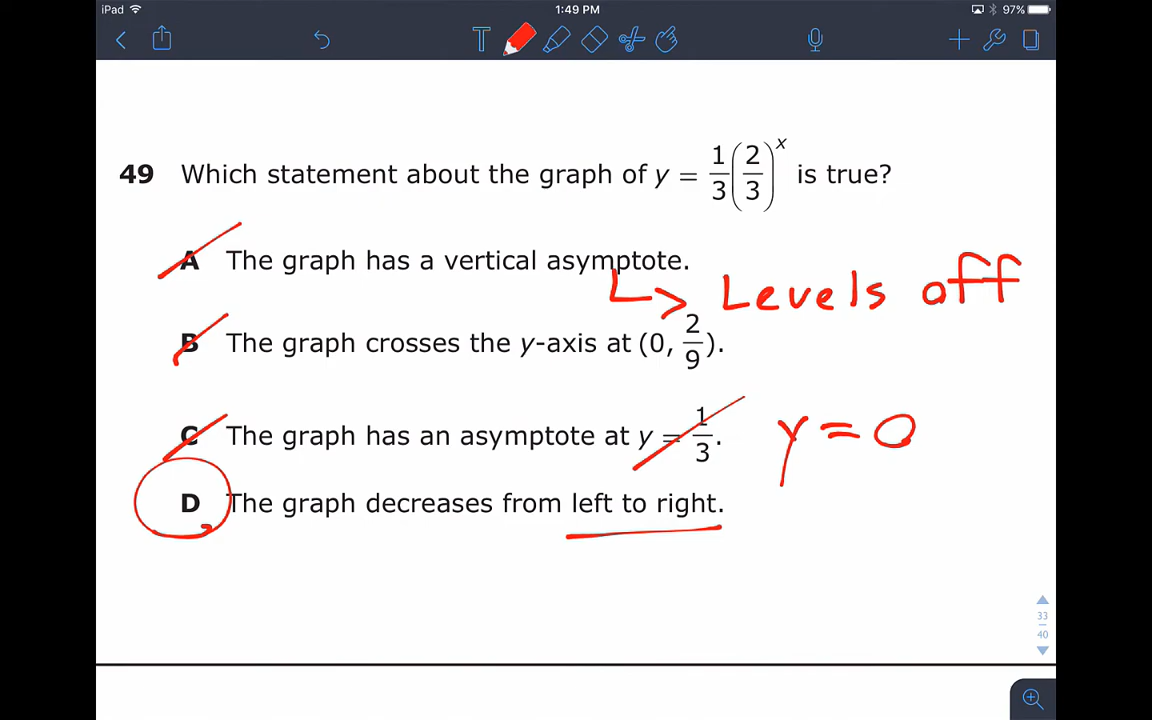 iPad 1:49 PM 97%
T
49 Which statement about the graph of y = 1/3(2/3)^x is true?
A The graph has a vertical asymptote.
↳ Levels off
B The graph crosses the y-axis at (0, 2/9).
C The graph has an asymptote at y = 1/3. y = 0
D The graph decreases from left to right.
33
40